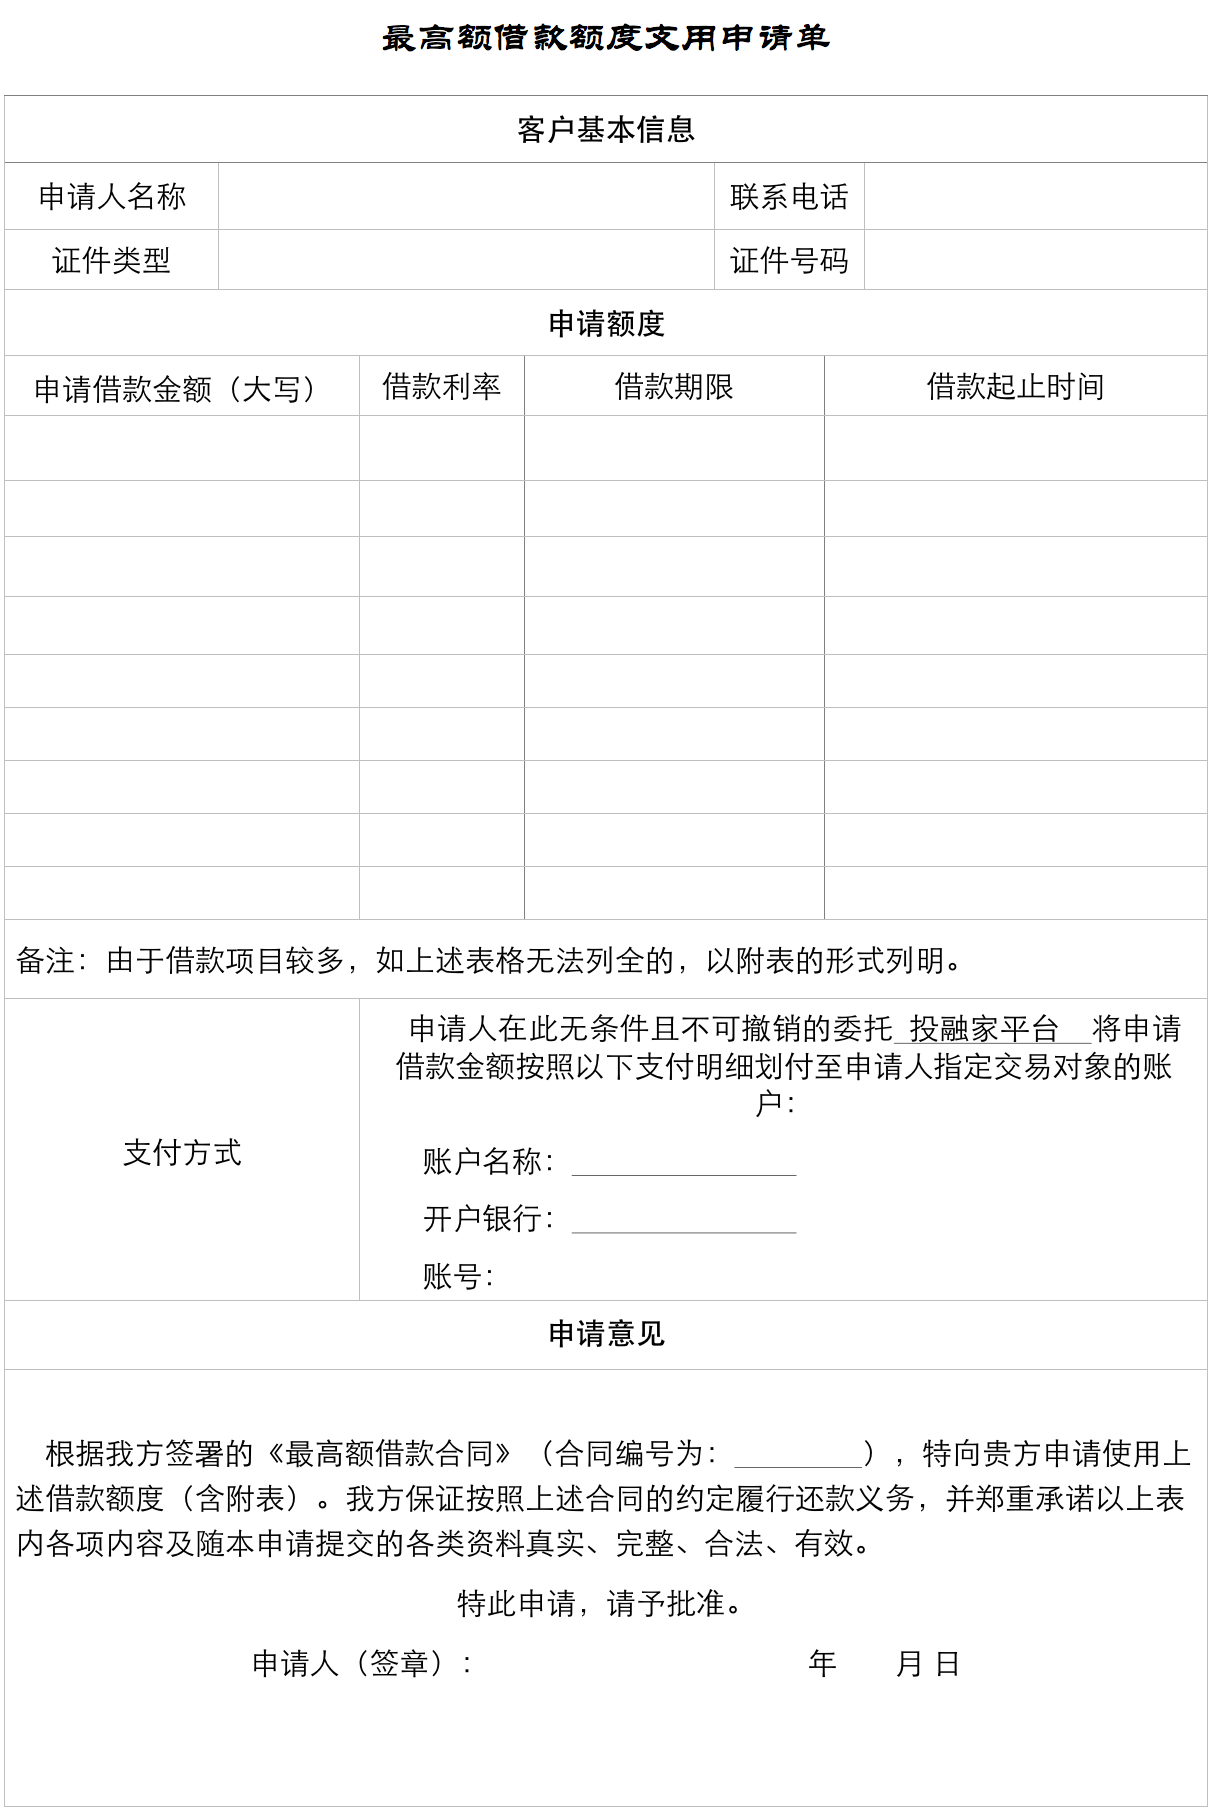 最高额借款额度支用申请单
客户基本信息
申请人名称 联系电话
证件类型 证件号码
申请额度
申请借款金额（大写） 借款利率 借款期限 借款起止时间
备注：由于借款项目较多，如上述表格无法列全的，以附表的形式列明。
支付方式
申请人在此无条件且不可撤销的委托 投融家平台 将申请
借款金额按照以下支付明细划付至申请人指定交易对象的账
户：
账户名称：_______________
开户银行：_______________
账号：
申请意见
根据我方签署的《最高额借款合同》（合同编号为：________），特向贵方申请使用上
述借款额度（含附表）。我方保证按照上述合同的约定履行还款义务，并郑重承诺以上表
内各项内容及随本申请提交的各类资料真实、完整、合法、有效。
特此申请，请予批准。
申请人（签章）： 年 月 日